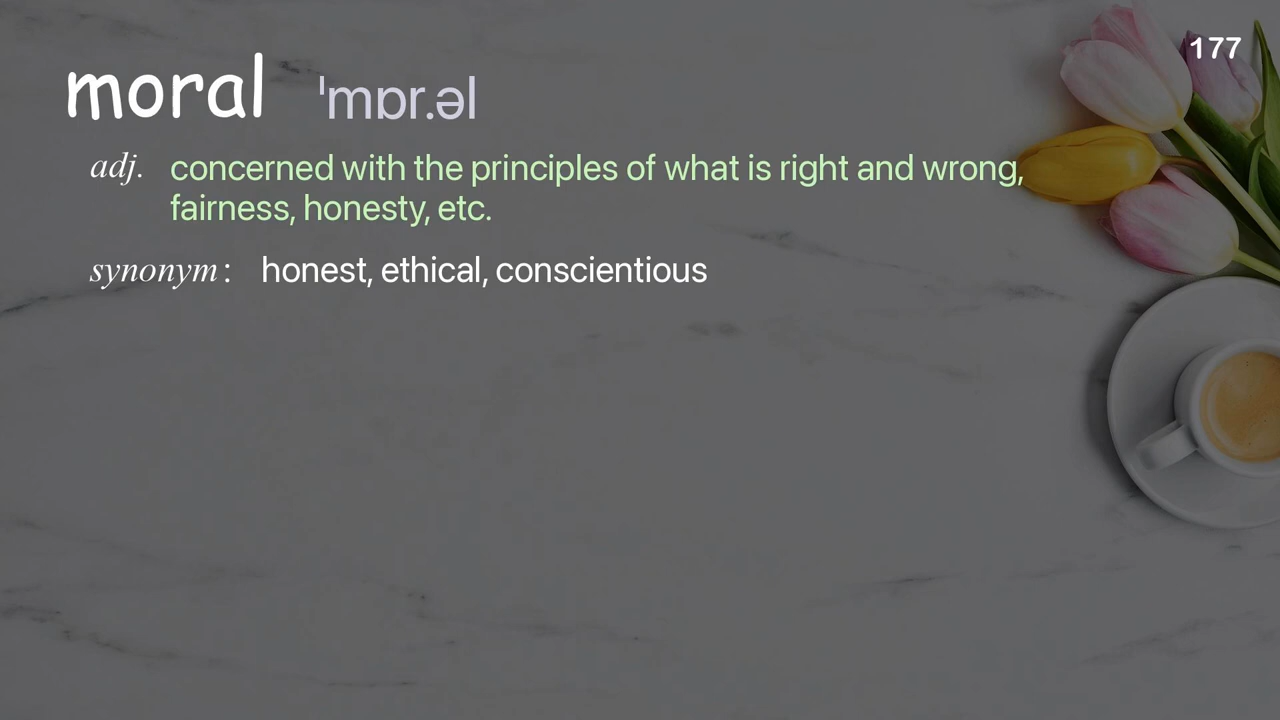 177
moral ˈmɒr.əl
adj. concerned with the principles of what is right and wrong,
fairness, honesty, etc.
synonym: honest, ethical, conscientious